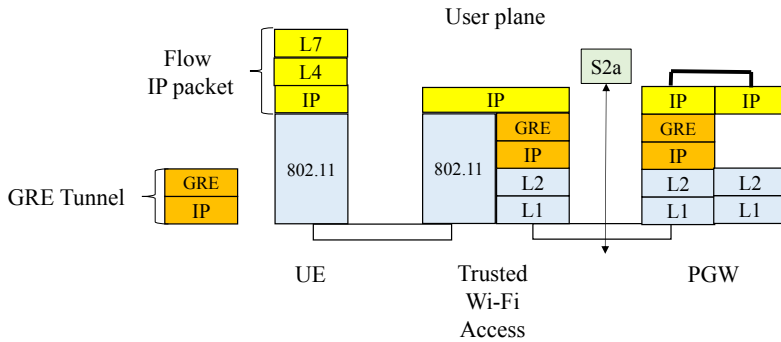 User plane
Flow
IP packet
L7
L4
IP
S2a
IP
IP
IP
802.11
802.11
GRE
IP
L2
L1
GRE
IP
L2
L2
L1
L1
GRE Tunnel
GRE
IP
UE
Trusted
Wi-Fi
Access
PGW